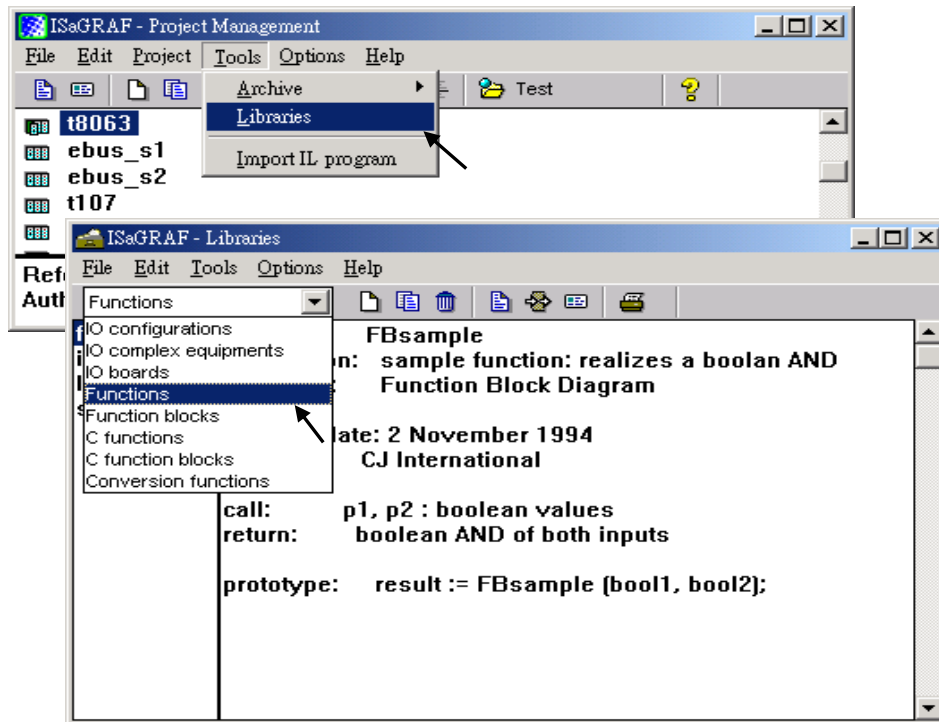 ISaGRAF - Project Management
File Edit Project Tools Options Help
Archive
Test
t8063
Libraries
ebus_s1
Import IL program
ebus_s2
t107
ISaGRAF - Libraries
File Edit Tools Options Help
Ref
Auth
Functions
IO configurations
IO complex equipments
IO boards
Functions
Function blocks
C functions
C function blocks
Conversion functions
FBsample
on: sample function: realizes a boolan AND
: Function Block Diagram
date: 2 November 1994
CJ International
call: p1, p2 : boolean values
return: boolean AND of both inputs
prototype: result := FBsample (bool1, bool2);